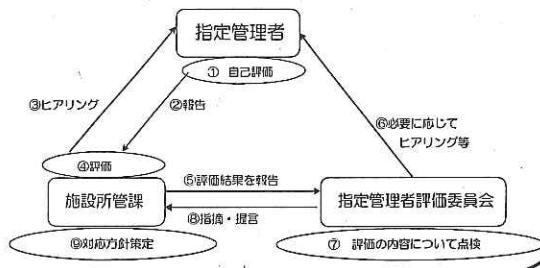 指定管理者
① 自己評価
③ヒアリング
②報告
⑥必要に応じて
ヒアリング等
④評価
施設所管課
⑤評価結果を報告
⑧指摘・提言
指定管理者評価委員会
⑨対応方針策定
⑦ 評価の内容について点検